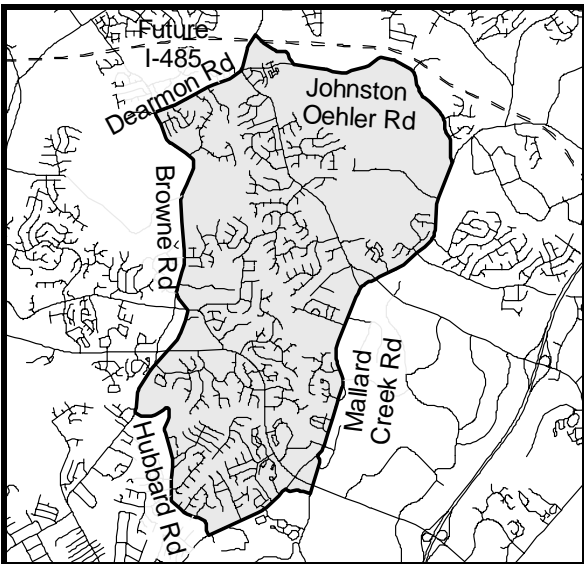 Future
I-485
Dearmon Rd
Johnston
Oehler Rd
Browne Rd
Mallard
Creek Rd
Hubbard Rd